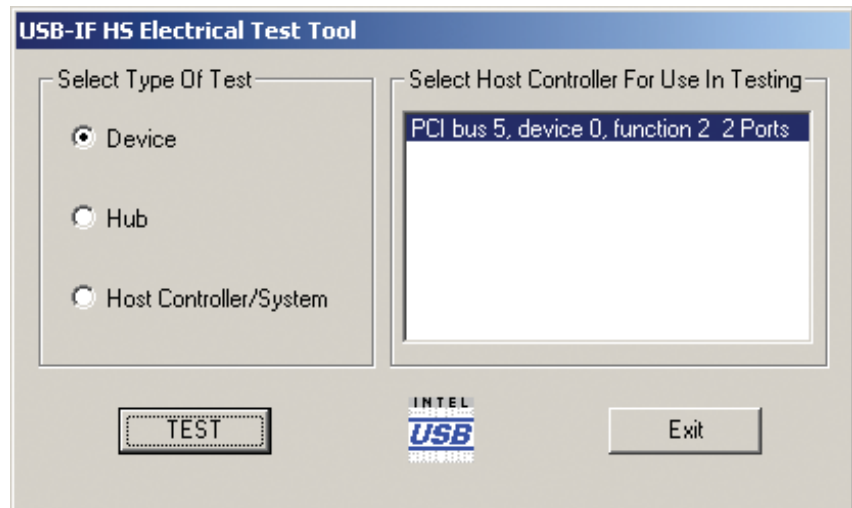 USB-IF HS Electrical Test Tool
Select Type Of Test
Device
Hub
Host Controller/System
Select Host Controller For Use In Testing
PCI bus 5, device 0, function 2 2 Ports
TEST
INTEL
USB
Exit